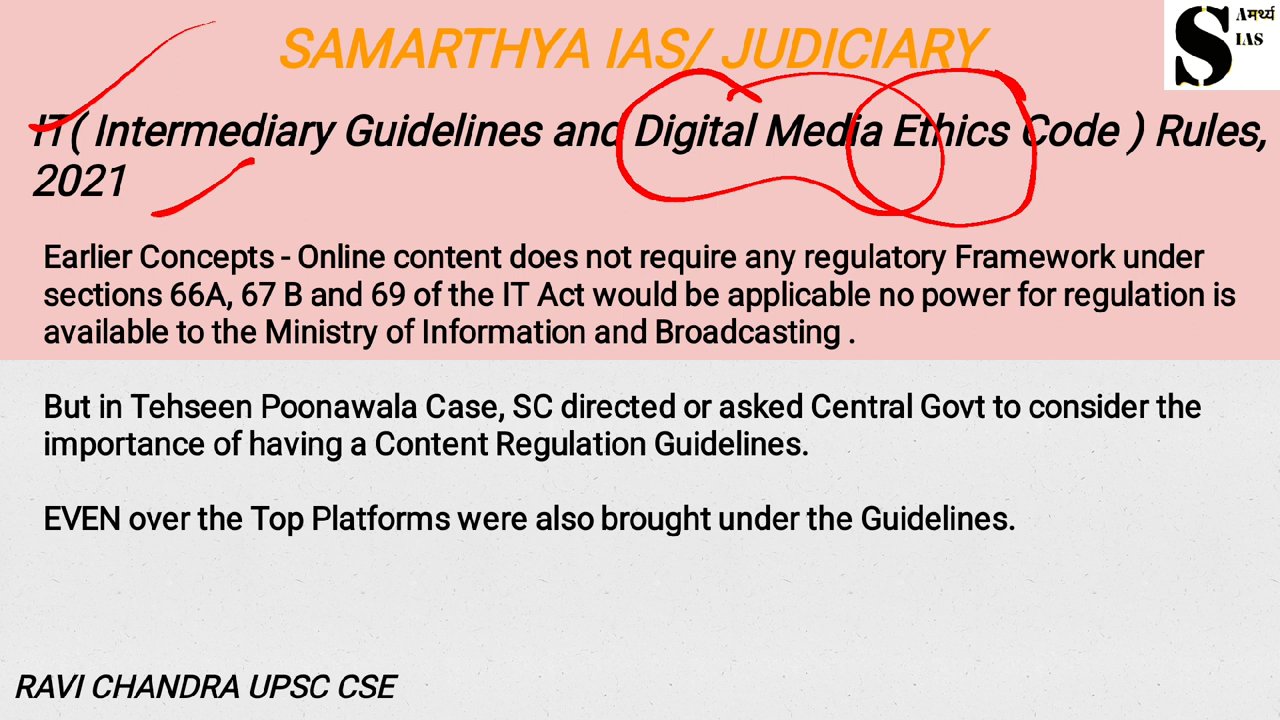 SAMARTHYA IAS/ JUDICIARY
Aमर्थ्य
IAS
S
IT( Intermediary Guidelines and Digital Media Ethics Code ) Rules,
2021
Earlier Concepts - Online content does not require any regulatory Framework under
sections 66A, 67 B and 69 of the IT Act would be applicable no power for regulation is
available to the Ministry of Information and Broadcasting .
But in Tehseen Poonawala Case, SC directed or asked Central Govt to consider the
importance of having a Content Regulation Guidelines.
EVEN over the Top Platforms were also brought under the Guidelines.
RAVI CHANDRA UPSC CSE